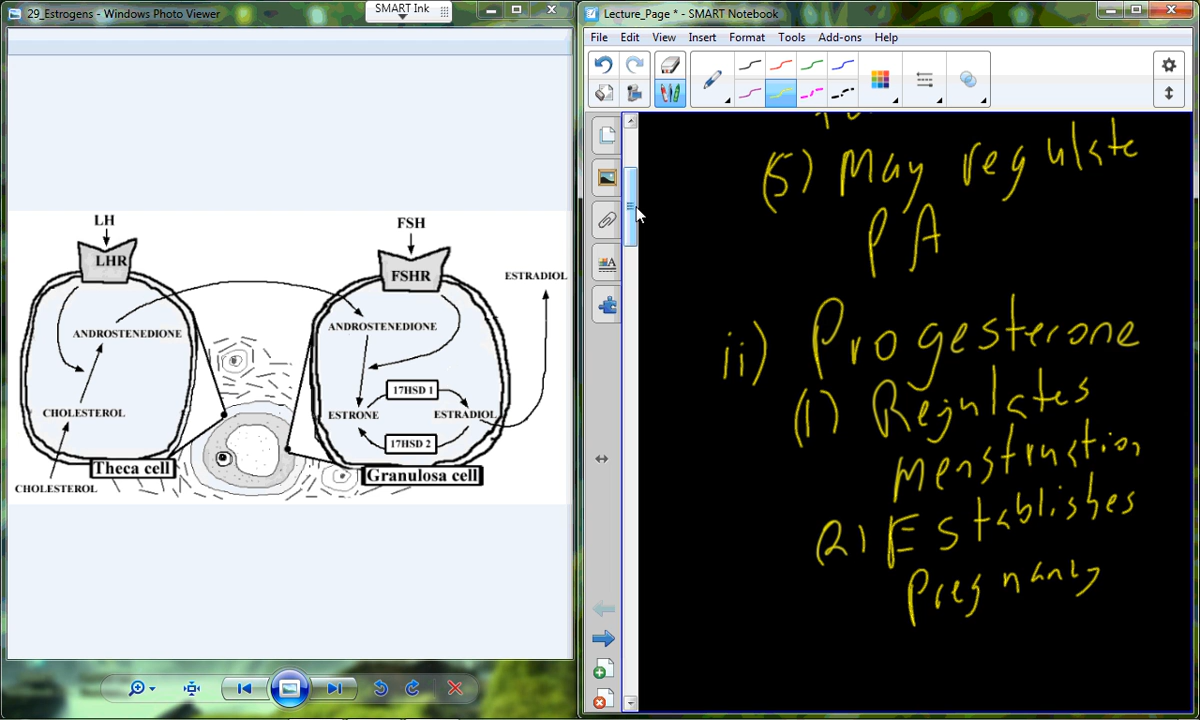 29_Estrogens - Windows Photo Viewer
SMART Ink
Lecture_Page * - SMART Notebook
File Edit View Insert Format Tools Add-ons Help
LH
LHR
ANDROSTENEDIONE
CHOLESTEROL
CHOLESTEROL
Theca cell
FSH
FSHR
ESTRADIOL
ANDROSTENEDIONE
17HSD 1
ESTRONE ESTRADIOL
17HSD 2
Granulosa cell
(5) May regulate
PA
ii) Progesterone
(1) Regulates
menstruation
(2) Establishes
pregnancy